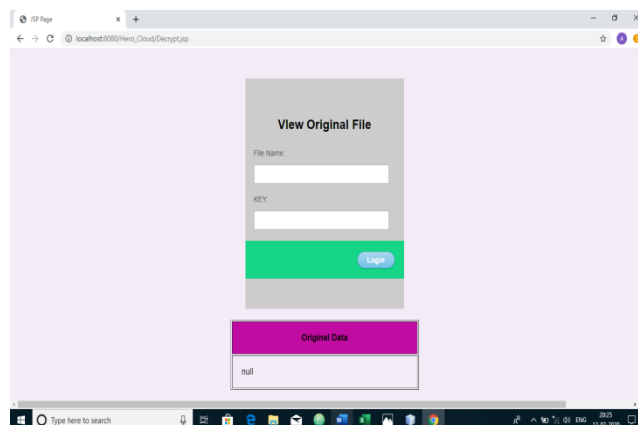 JSP Page
localhost:8080/Hero_Cloud/Decrypt.jsp
VIew Original File
File Name:
KEY:
Login
Original Data
null
Type here to search
ENG
20:25